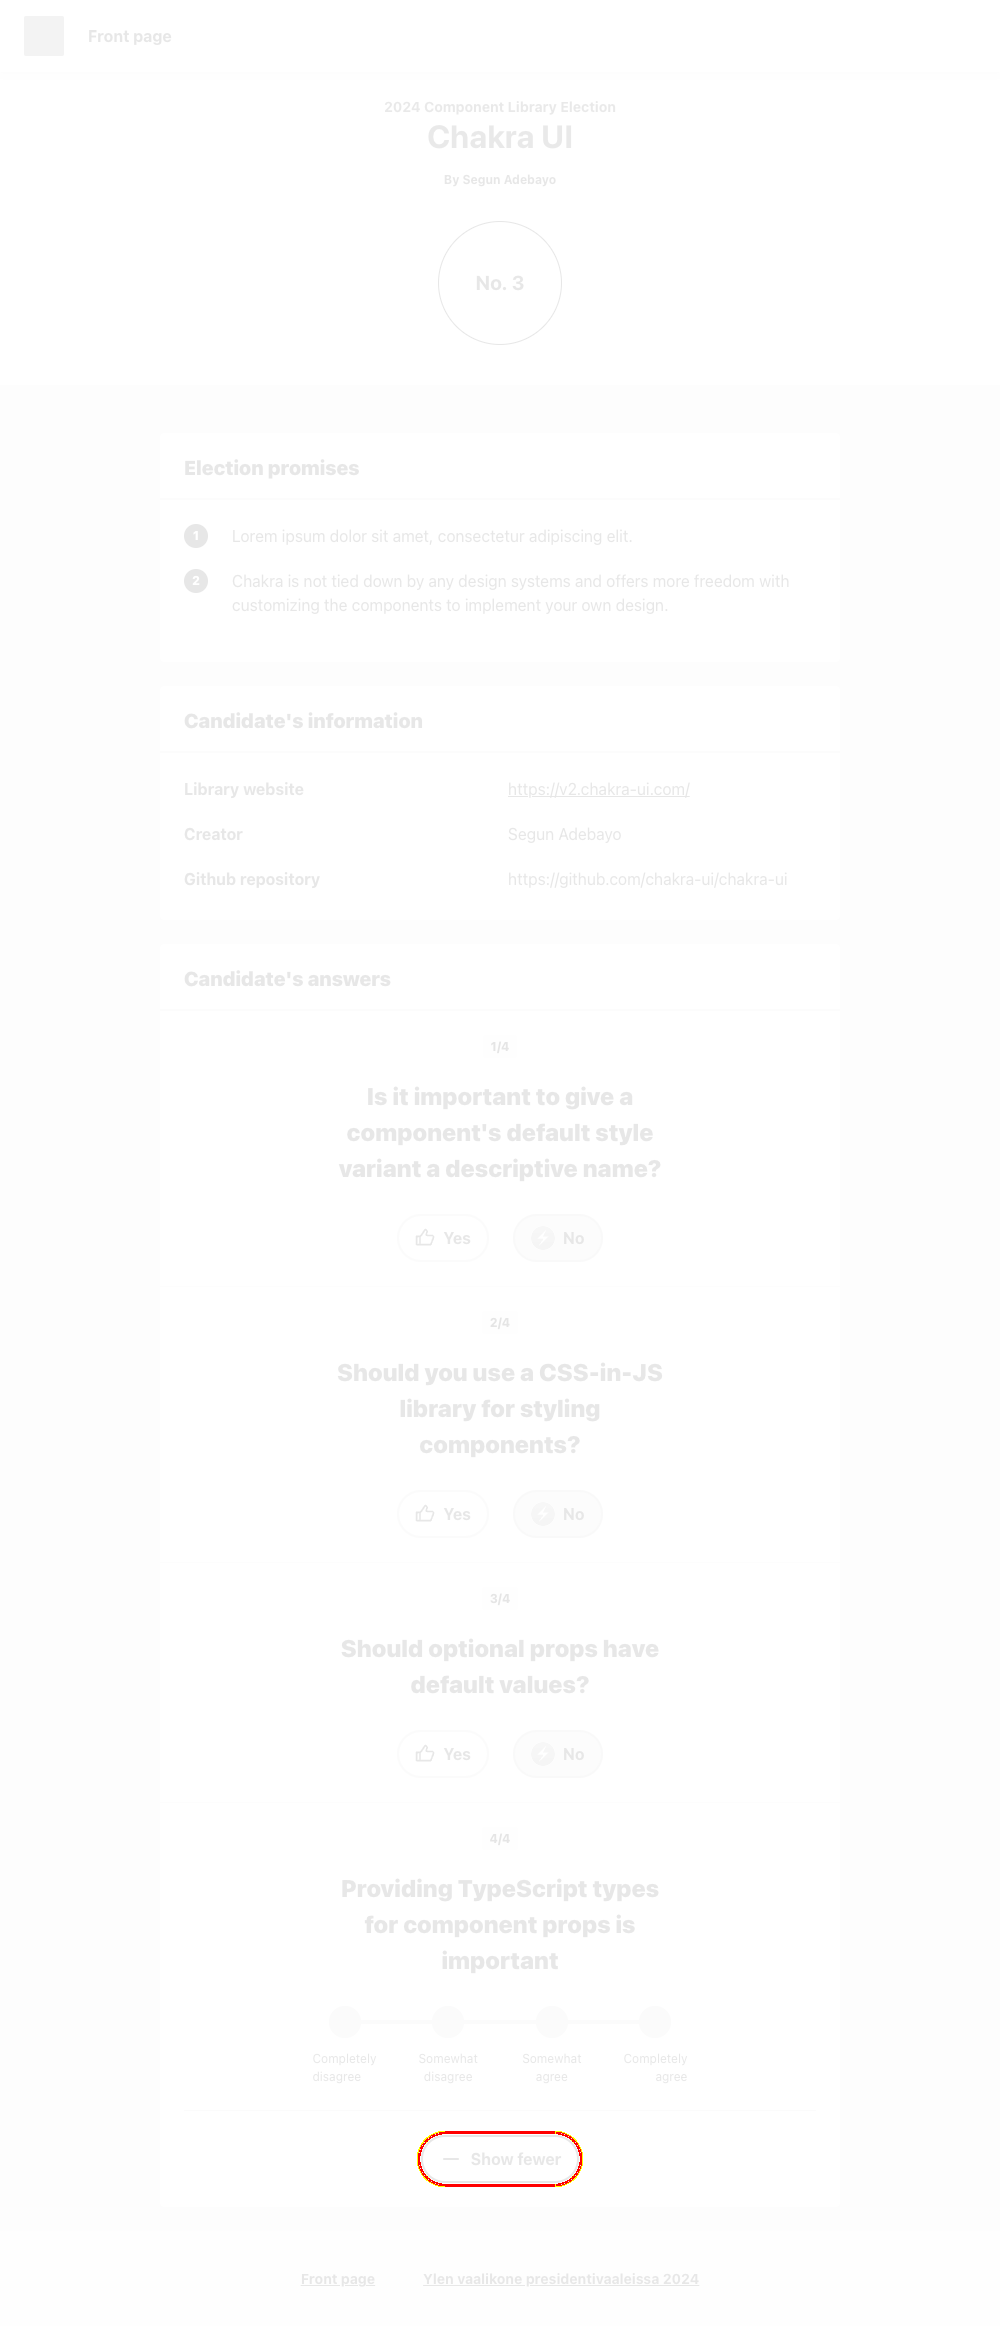 Front page
2024 Component Library Election
Chakra UI
By Segun Adebayo
No. 3
Election promises
1 Lorem ipsum dolor sit amet, consectetur adipiscing elit.
2 Chakra is not tied down by any design systems and offers more freedom with
customizing the components to implement your own design.
Candidate's information
Library website https://v2.chakra-ui.com/
Creator Segun Adebayo
Github repository https://github.com/chakra-ui/chakra-ui
Candidate's answers
1/4
Is it important to give a
component's default style
variant a descriptive name?
Yes No
2/4
Should you use a CSS-in-JS
library for styling
components?
Yes No
3/4
Should optional props have
default values?
Yes No
4/4
Providing TypeScript types
for component props is
important
Completely Somewhat Somewhat Completely
disagree disagree agree agree
Show fewer
Front page Ylen vaalikone presidentivaaleissa 2024